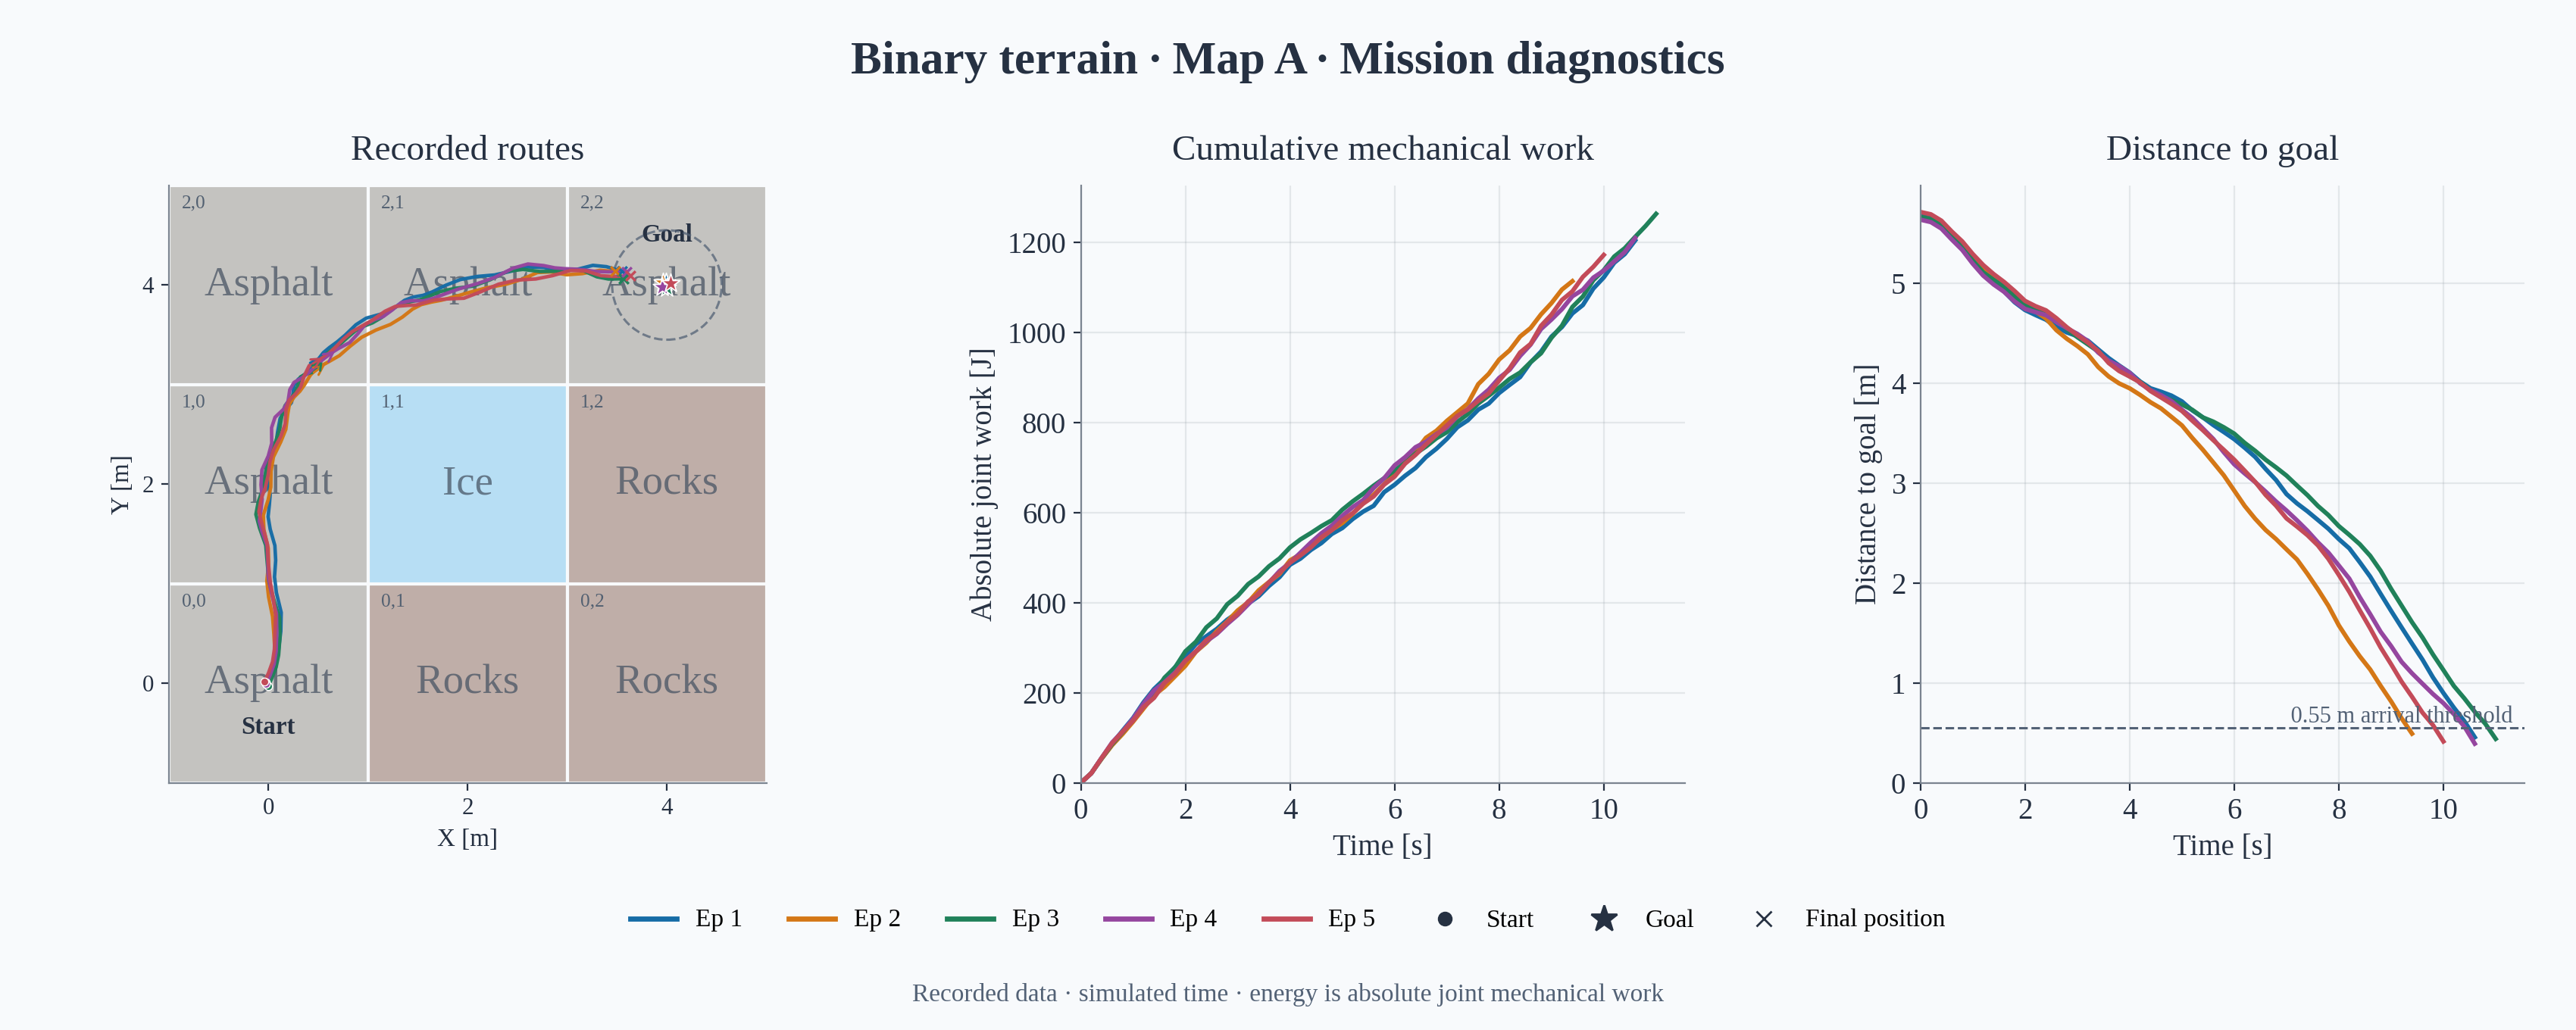 Binary terrain · Map A · Mission diagnostics
Recorded routes
2,0
2,1
2,2
Goal
Asphalt
Asphalt
Asphalt
1,0
1,1
1,2
Asphalt
Ice
Rocks
0,0
0,1
0,2
Asphalt
Rocks
Rocks
Start
4
2
0
Y [m]
0
2
4
X [m]
Cumulative mechanical work
1200
1000
800
600
400
200
0
Absolute joint work [J]
0
2
4
6
8
10
Time [s]
Distance to goal
5
4
3
2
1
0
Distance to goal [m]
0.55 m arrival threshold
0
2
4
6
8
10
Time [s]
Ep 1
Ep 2
Ep 3
Ep 4
Ep 5
Start
Goal
Final position
Recorded data · simulated time · energy is absolute joint mechanical work